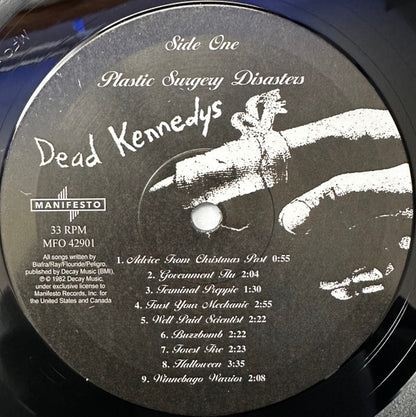 Side One
Plastic Surgery Disasters
Dead Kennedys
MANIFESTO
33 RPM
MFO 42901
All songs written by
Biafra/Ray/Flouride/Peligro,
published by Decay Music (BMI),
℗ © 1982 Decay Music under
exclusive license to
Manifesto Records, Inc. for
the United States and Canada
1. Advice From Christmas Past 0:55
2. Government Flu 2:04
3. Terminal Preppie 1:30
4. Trust Your Mechanic 2:55
5. Well Paid Scientist 2:22
6. Buzzbomb 2:22
7. Forest Fire 2:23
8. Halloween 3:35
9. Winnebago Warrior 2:08